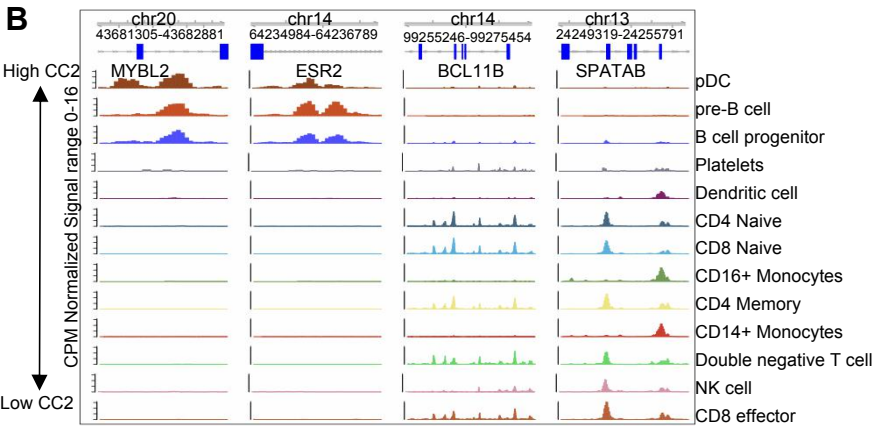 B
chr20 chr14 chr14 chr13
43681305-43682881 64234984-64236789 99255246-99275454 24249319-24255791
High CC2 MYBL2 ESR2 BCL11B SPATAB pDC
pre-B cell
B cell progenitor
Platelets
Dendritic cell
CD4 Naive
CD8 Naive
CD16+ Monocytes
CD4 Memory
CD14+ Monocytes
Double negative T cell
NK cell
Low CC2 CD8 effector
CPM Normalized Signal range 0-16